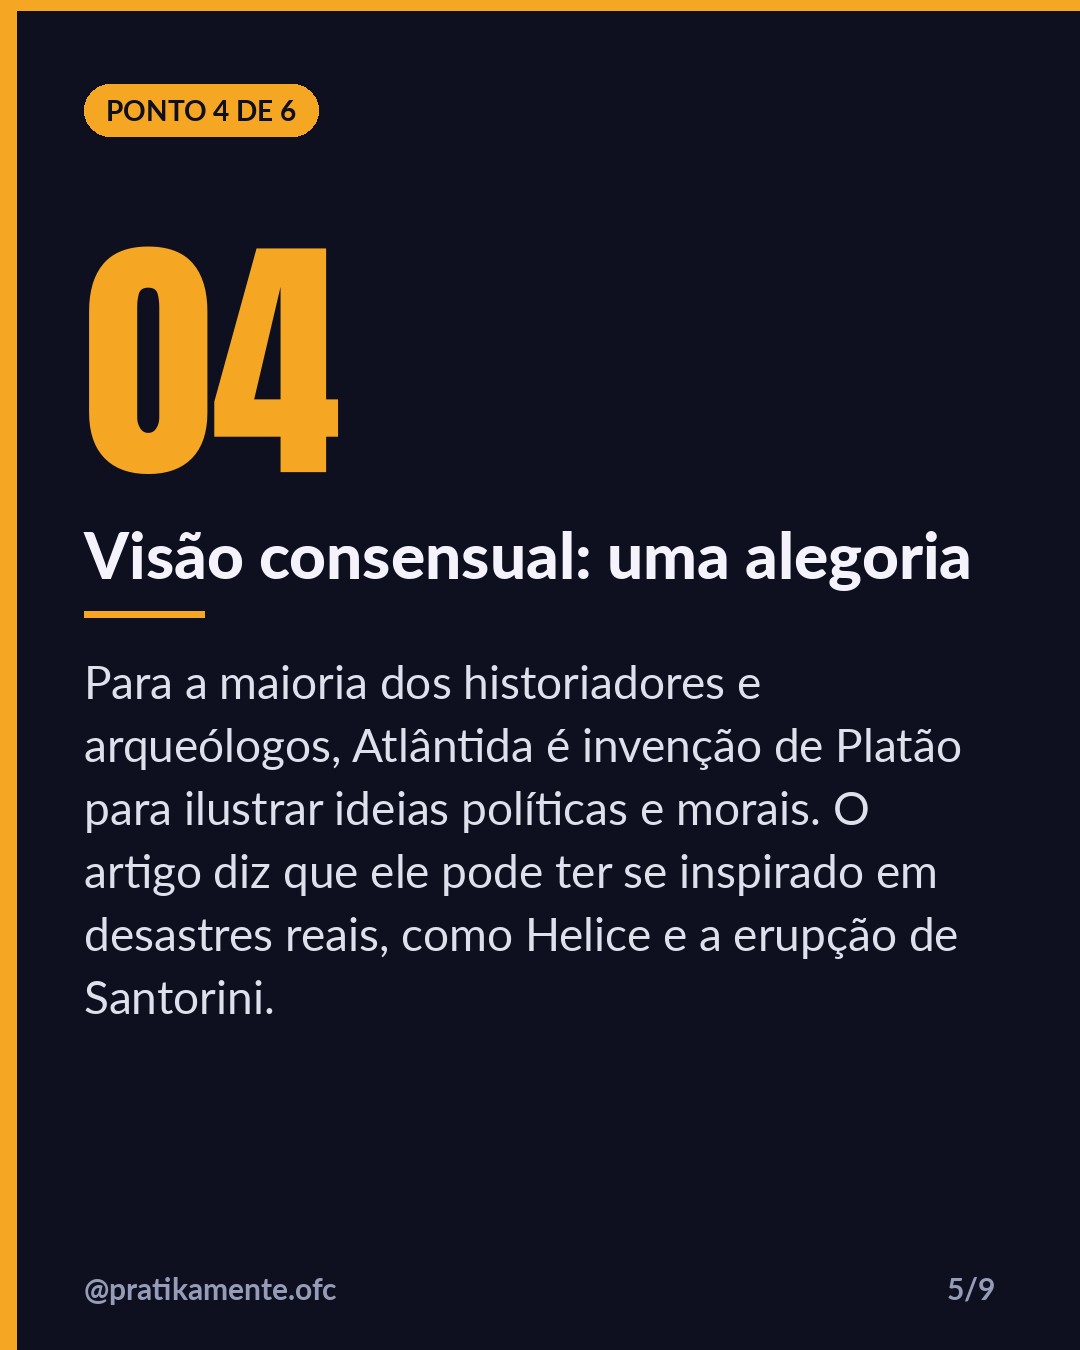 PONTO 4 DE 6
04
Visão consensual: uma alegoria
Para a maioria dos historiadores e
arqueólogos, Atlântida é invenção de Platão
para ilustrar ideias políticas e morais. O
artigo diz que ele pode ter se inspirado em
desastres reais, como Helice e a erupção de
Santorini.
@pratikamente.ofc
5/9